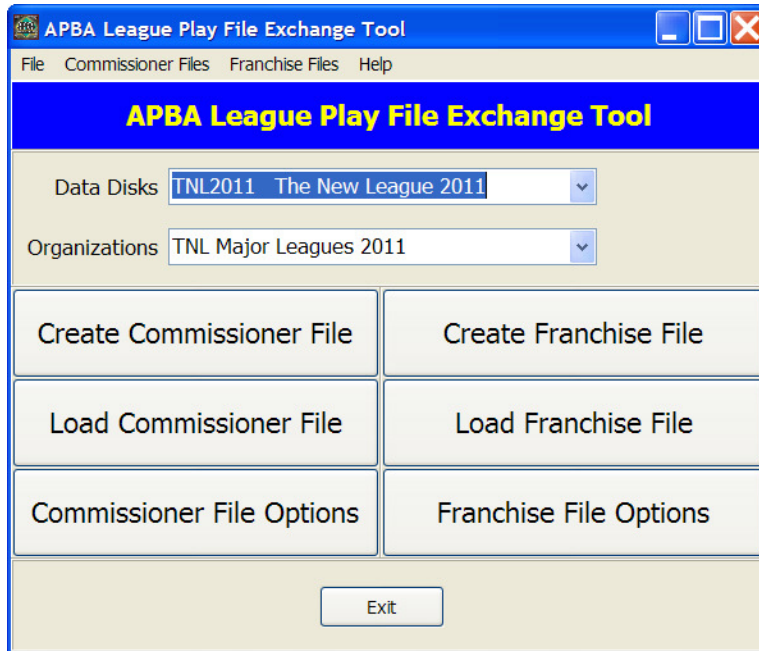 APBA League Play File Exchange Tool
File Commissioner Files Franchise Files Help
APBA League Play File Exchange Tool
Data Disks TNL2011 The New League 2011
Organizations TNL Major Leagues 2011
Create Commissioner File Create Franchise File
Load Commissioner File Load Franchise File
Commissioner File Options Franchise File Options
Exit